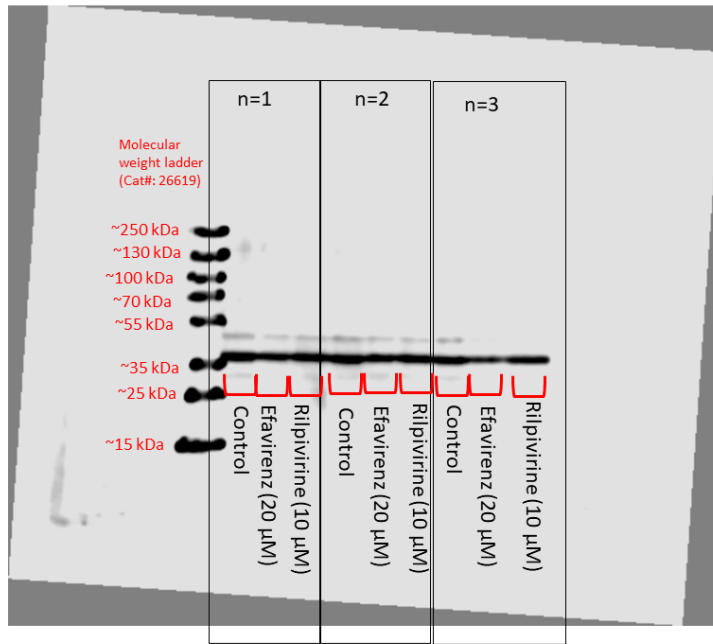 n=1
n=2
n=3
Molecular
weight ladder
(Cat#: 26619)
~250 kDa
~130 kDa
~100 kDa
~70 kDa
~55 kDa
~35 kDa
~25 kDa
~15 kDa
Control
Efavirenz (20 µM)
Rilpivirine (10 µM)
Control
Efavirenz (20 µM)
Rilpivirine (10 µM)
Control
Efavirenz (20 µM)
Rilpivirine (10 µM)